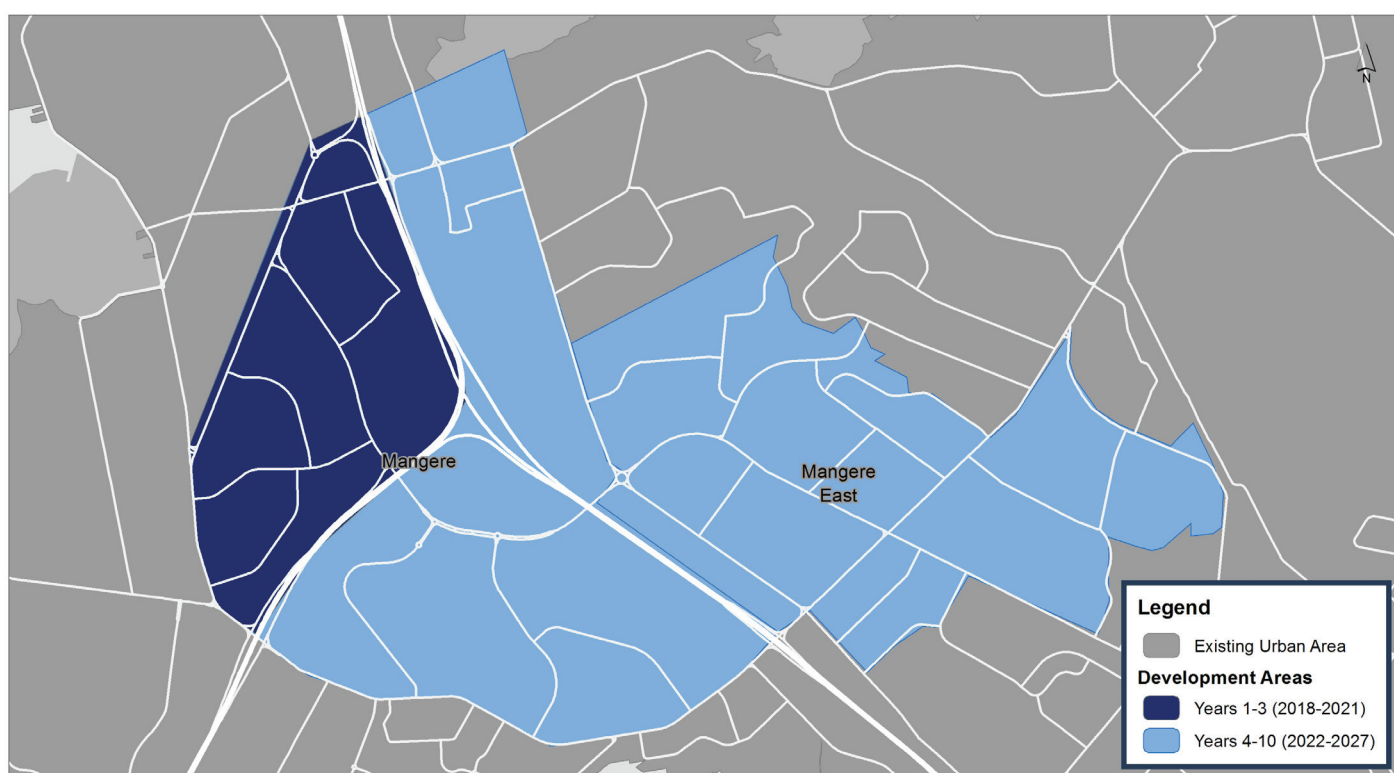 N
Mangere
Mangere
East
Legend
Existing Urban Area
Development Areas
Years 1-3 (2018-2021)
Years 4-10 (2022-2027)